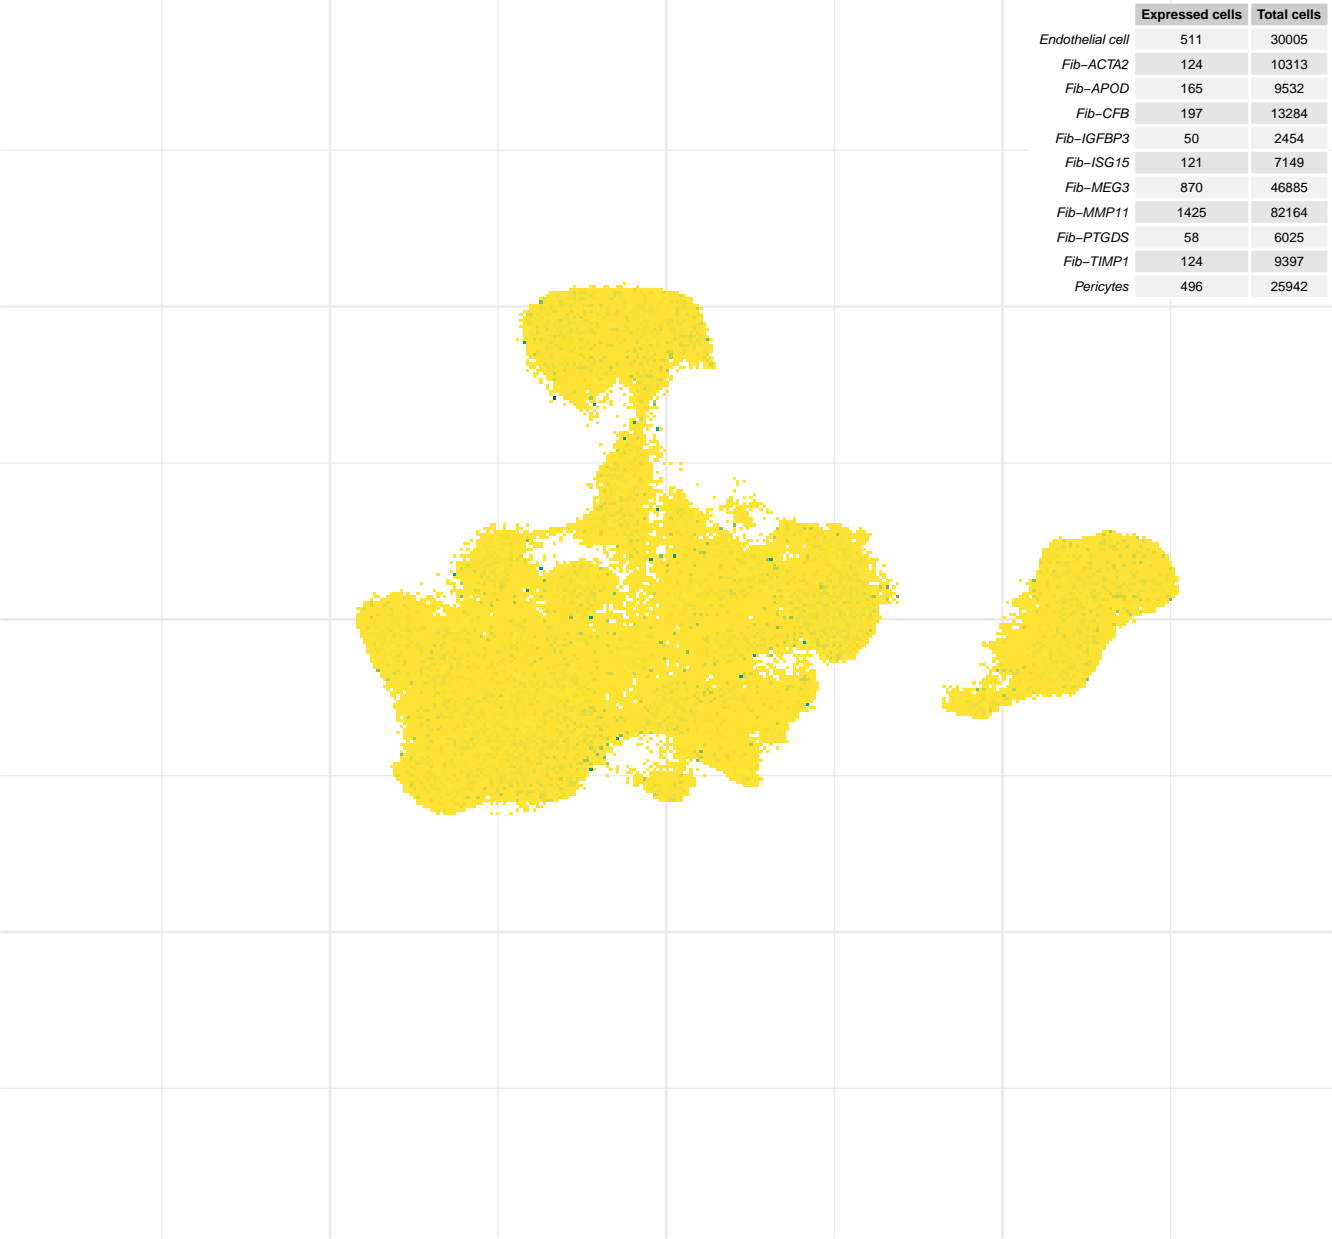 Expressed cells Total cells
Endothelial cell 511 30005
Fib−ACTA2 124 10313
Fib−APOD 165 9532
Fib−CFB 197 13284
Fib−IGFBP3 50 2454
Fib−ISG15 121 7149
Fib−MEG3 870 46885
Fib−MMP11 1425 82164
Fib−PTGDS 58 6025
Fib−TIMP1 124 9397
Pericytes 496 25942